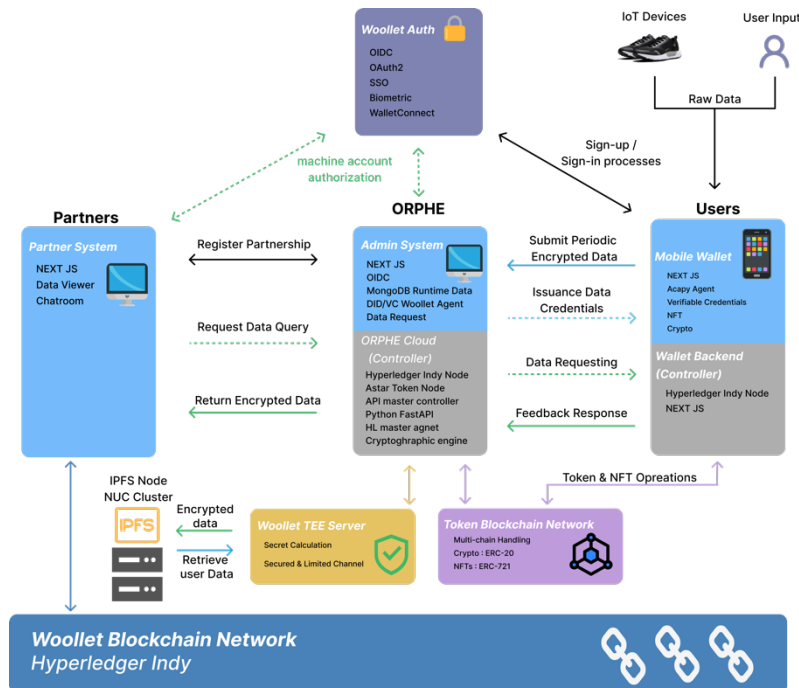 Woollet Auth
OIDC
OAuth2
SSO
Biometric
WalletConnect
IoT Devices
User Input
Raw Data
Sign-up /
Sign-in processes
machine account
authorization
Partners
Partner System
NEXT JS
Data Viewer
Chatroom
Register Partnership
Request Data Query
Return Encrypted Data
ORPHE
Admin System
NEXT JS
OIDC
MongoDB Runtime Data
DID/VC Woollet Agent
Data Request
ORPHE Cloud
(Controller)
Hyperledger Indy Node
Astar Token Node
API master controller
Python FastAPI
HL master agnet
Cryptoghraphic engine
Submit Periodic
Encrypted Data
Issuance Data
Credentials
Data Requesting
Feedback Response
Users
Mobile Wallet
NEXT JS
Acapy Agent
Verifiable Credentials
NFT
Crypto
Wallet Backend
(Controller)
Hyperledger Indy Node
NEXT JS
Token & NFT Opreations
IPFS Node
NUC Cluster
IPFS
Encrypted
data
Retrieve
user Data
Woollet TEE Server
Secret Calculation
Secured & Limited Channel
Token Blockchain Network
Multi-chain Handling
Crypto : ERC-20
NFTs : ERC-721
Woollet Blockchain Network
Hyperledger Indy